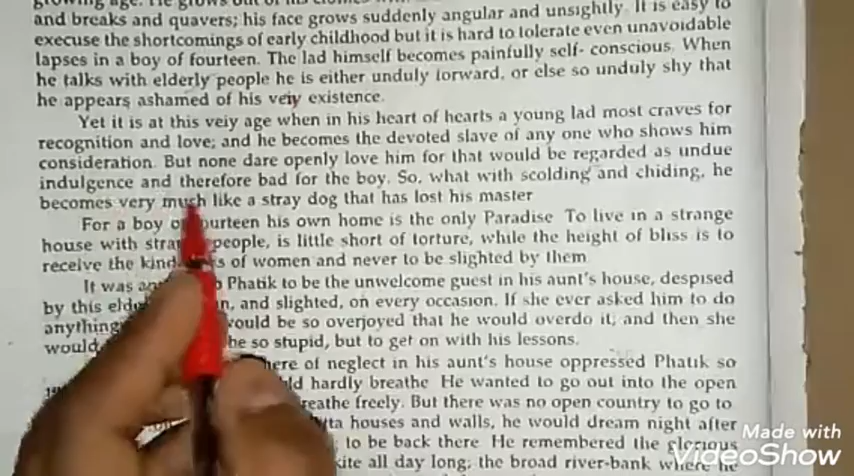 and breaks and quavers; his face grows suddenly angular and unsightly. It is easy to
execuse the shortcomings of early childhood but it is hard to tolerate even unavoidable
lapses in a boy of fourteen. The lad himself becomes painfully self- conscious. When
he talks with elderly people he is either unduly forward, or else so unduly shy that
he appears ashamed of his veiy existence.
Yet it is at this veiy age when in his heart of hearts a young lad most craves for
recognition and love; and he becomes the devoted slave of any one who shows him
consideration. But none dare openly love him for that would be regarded as undue
indulgence and therefore bad for the boy. So, what with scolding and chiding, he
becomes very much like a stray dog that has lost his master
For a boy of fourteen his own home is the only Paradise To live in a strange
house with people, is little short of torture, while the height of bliss is to
receive the kind of women and never to be slighted by them
It was Phatik to be the unwelcome guest in his aunt's house, despised
by this and slighted, on every occasion. If she ever asked him to do
anything would be so overjoyed that he would overdo it, and then she
would he so stupid, but to get on with his lessons.
of neglect in his aunt's house oppressed Phatik so
hardly breathe He wanted to go out into the open
breathe freely. But there was no open country to go to
houses and walls, he would dream night after
to be back there. He remembered the glorious
kite all day long; the broad river-bank where he
Made with
VideoShow